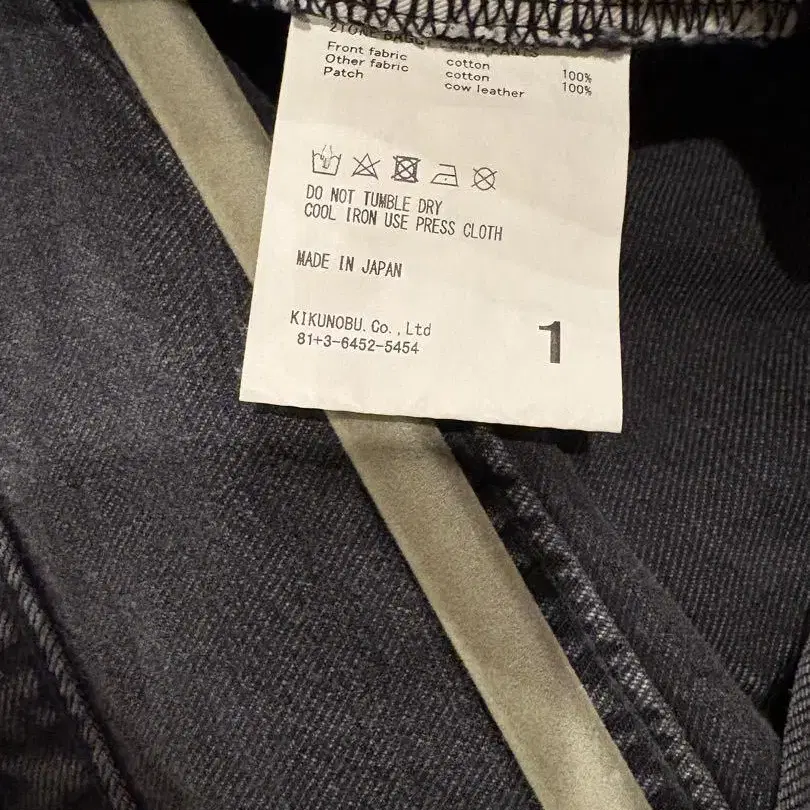 Front fabric cotton 100%
Other fabric cotton 100%
Patch cow leather
DO NOT TUMBLE DRY
COOL IRON USE PRESS CLOTH
MADE IN JAPAN
KIKUNOBU. Co. ,Ltd
81+3-6452-5454
1